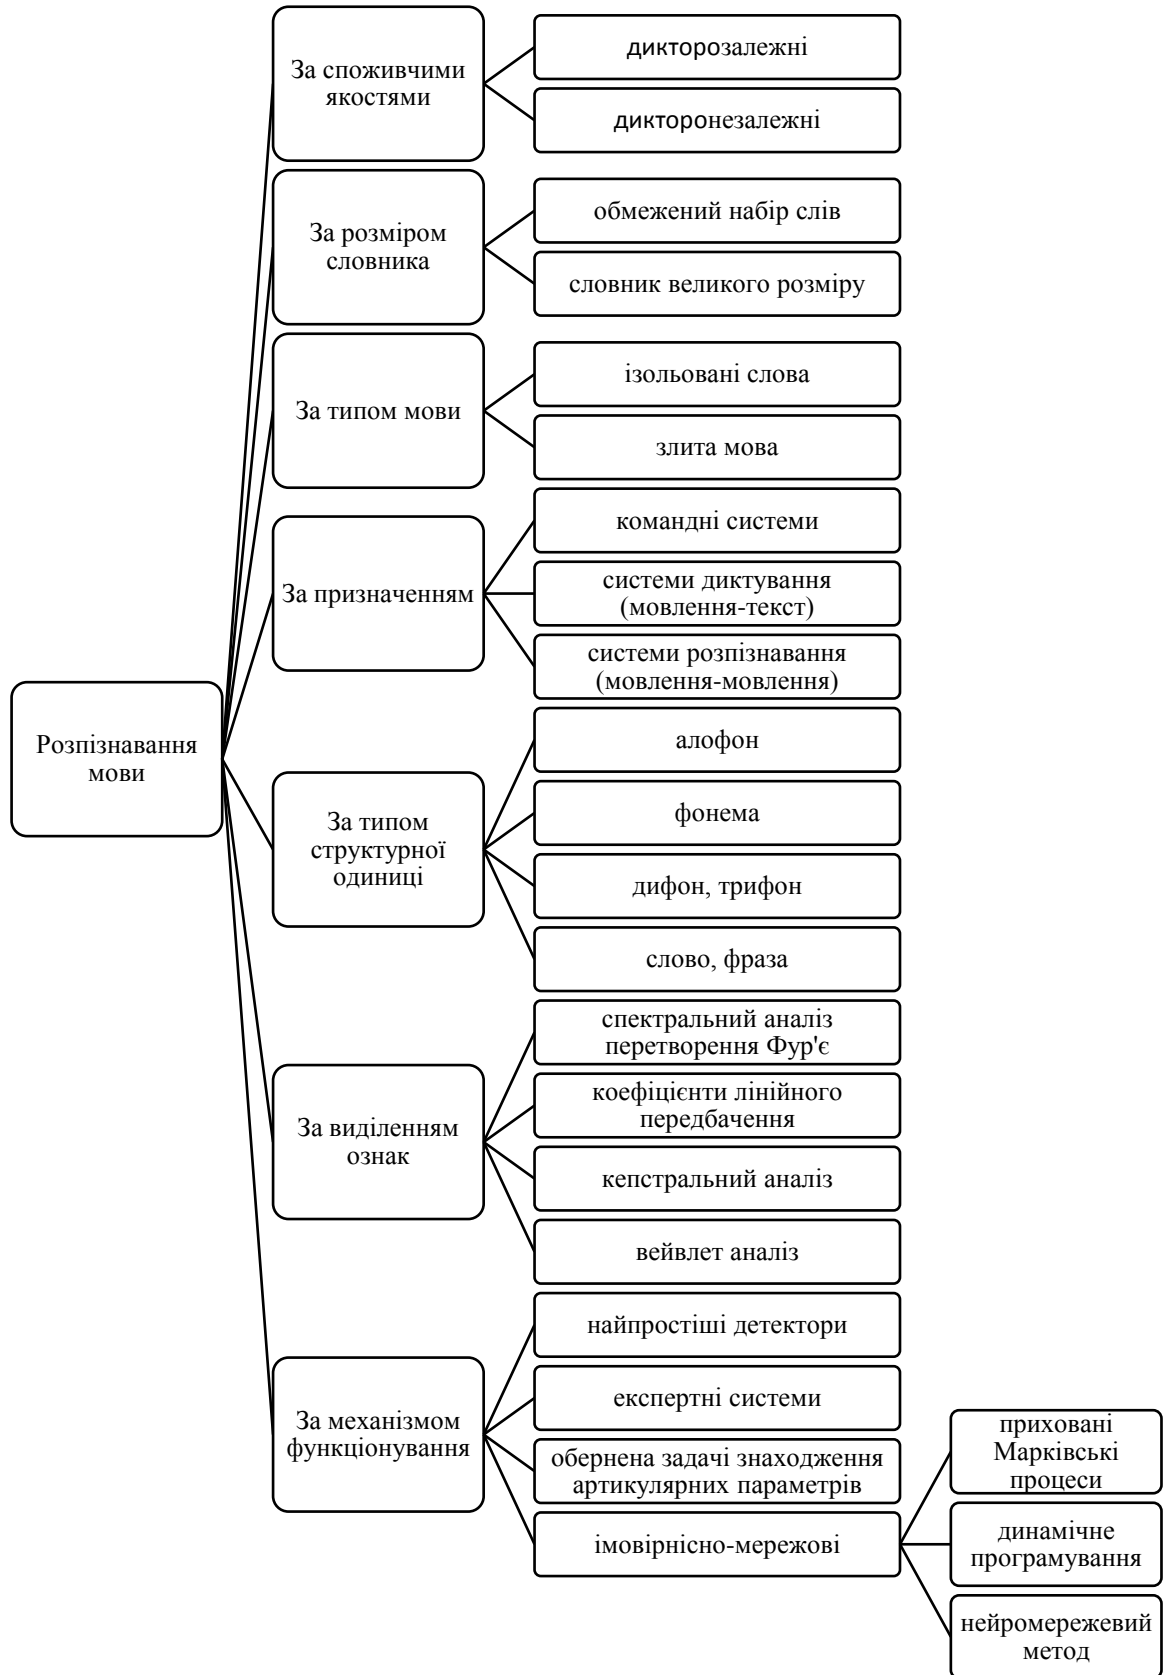 Розпізнавання
мови
За споживчими
якостями
дикторозалежні
дикторонезалежні
За розміром
словника
обмежений набір слів
словник великого розміру
За типом мови
ізольовані слова
злита мова
За призначенням
командні системи
системи диктування
(мовлення-текст)
системи розпізнавання
(мовлення-мовлення)
За типом
структурної
одиниці
алофон
фонема
дифон, трифон
слово, фраза
За виділенням
ознак
спектральний аналіз
перетворення Фур'є
коефіцієнти лінійного
передбачення
кепстральний аналіз
вейвлет аналіз
За механізмом
функціонування
найпростіші детектори
експертні системи
обернена задачі знаходження
артикулярних параметрів
імовірнісно-мережові
приховані
Марківські
процеси
динамічне
програмування
нейромережевий
метод